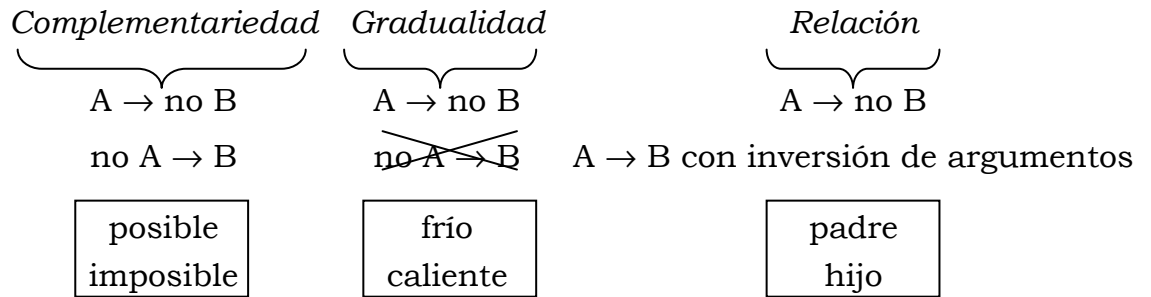 Complementariedad Gradualidad Relación
A → no B A → no B A → no B
no A → B no A → B A → B con inversión de argumentos
posible frío padre
imposible caliente hijo